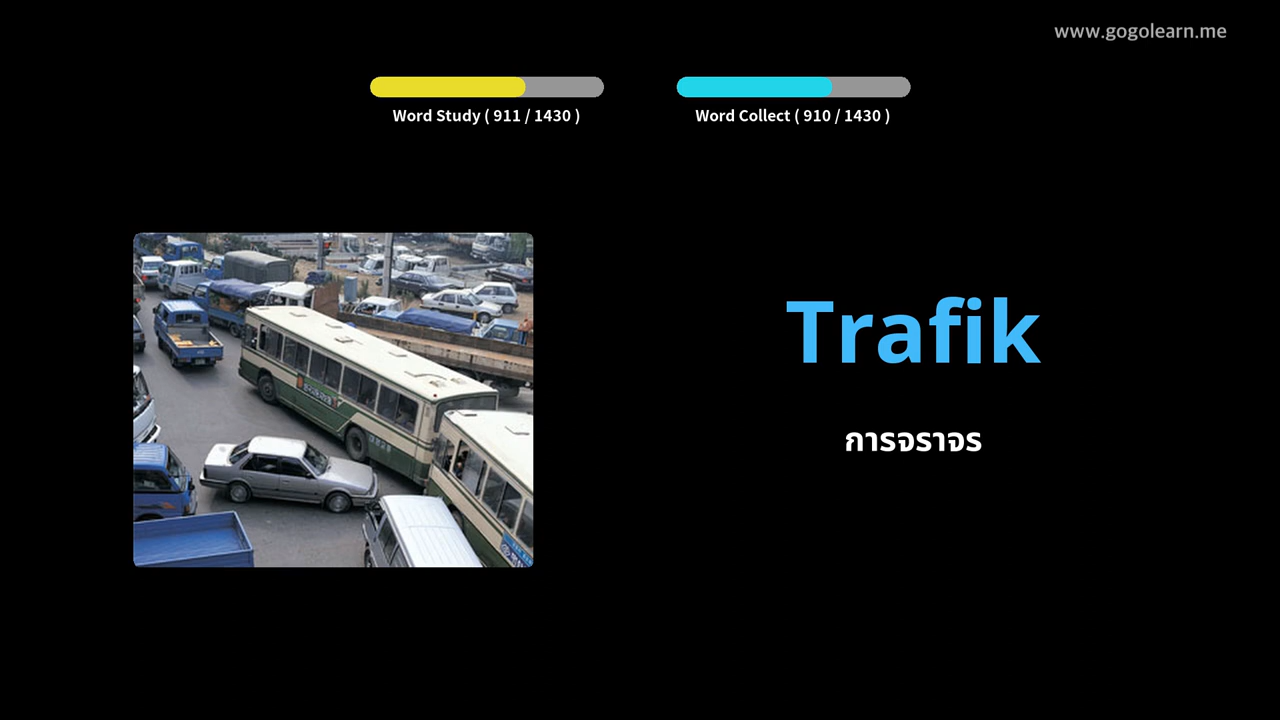 www.gogolearn.me
Word Study ( 911 / 1430 )
Word Collect ( 910 / 1430 )
Trafik
การจราจร